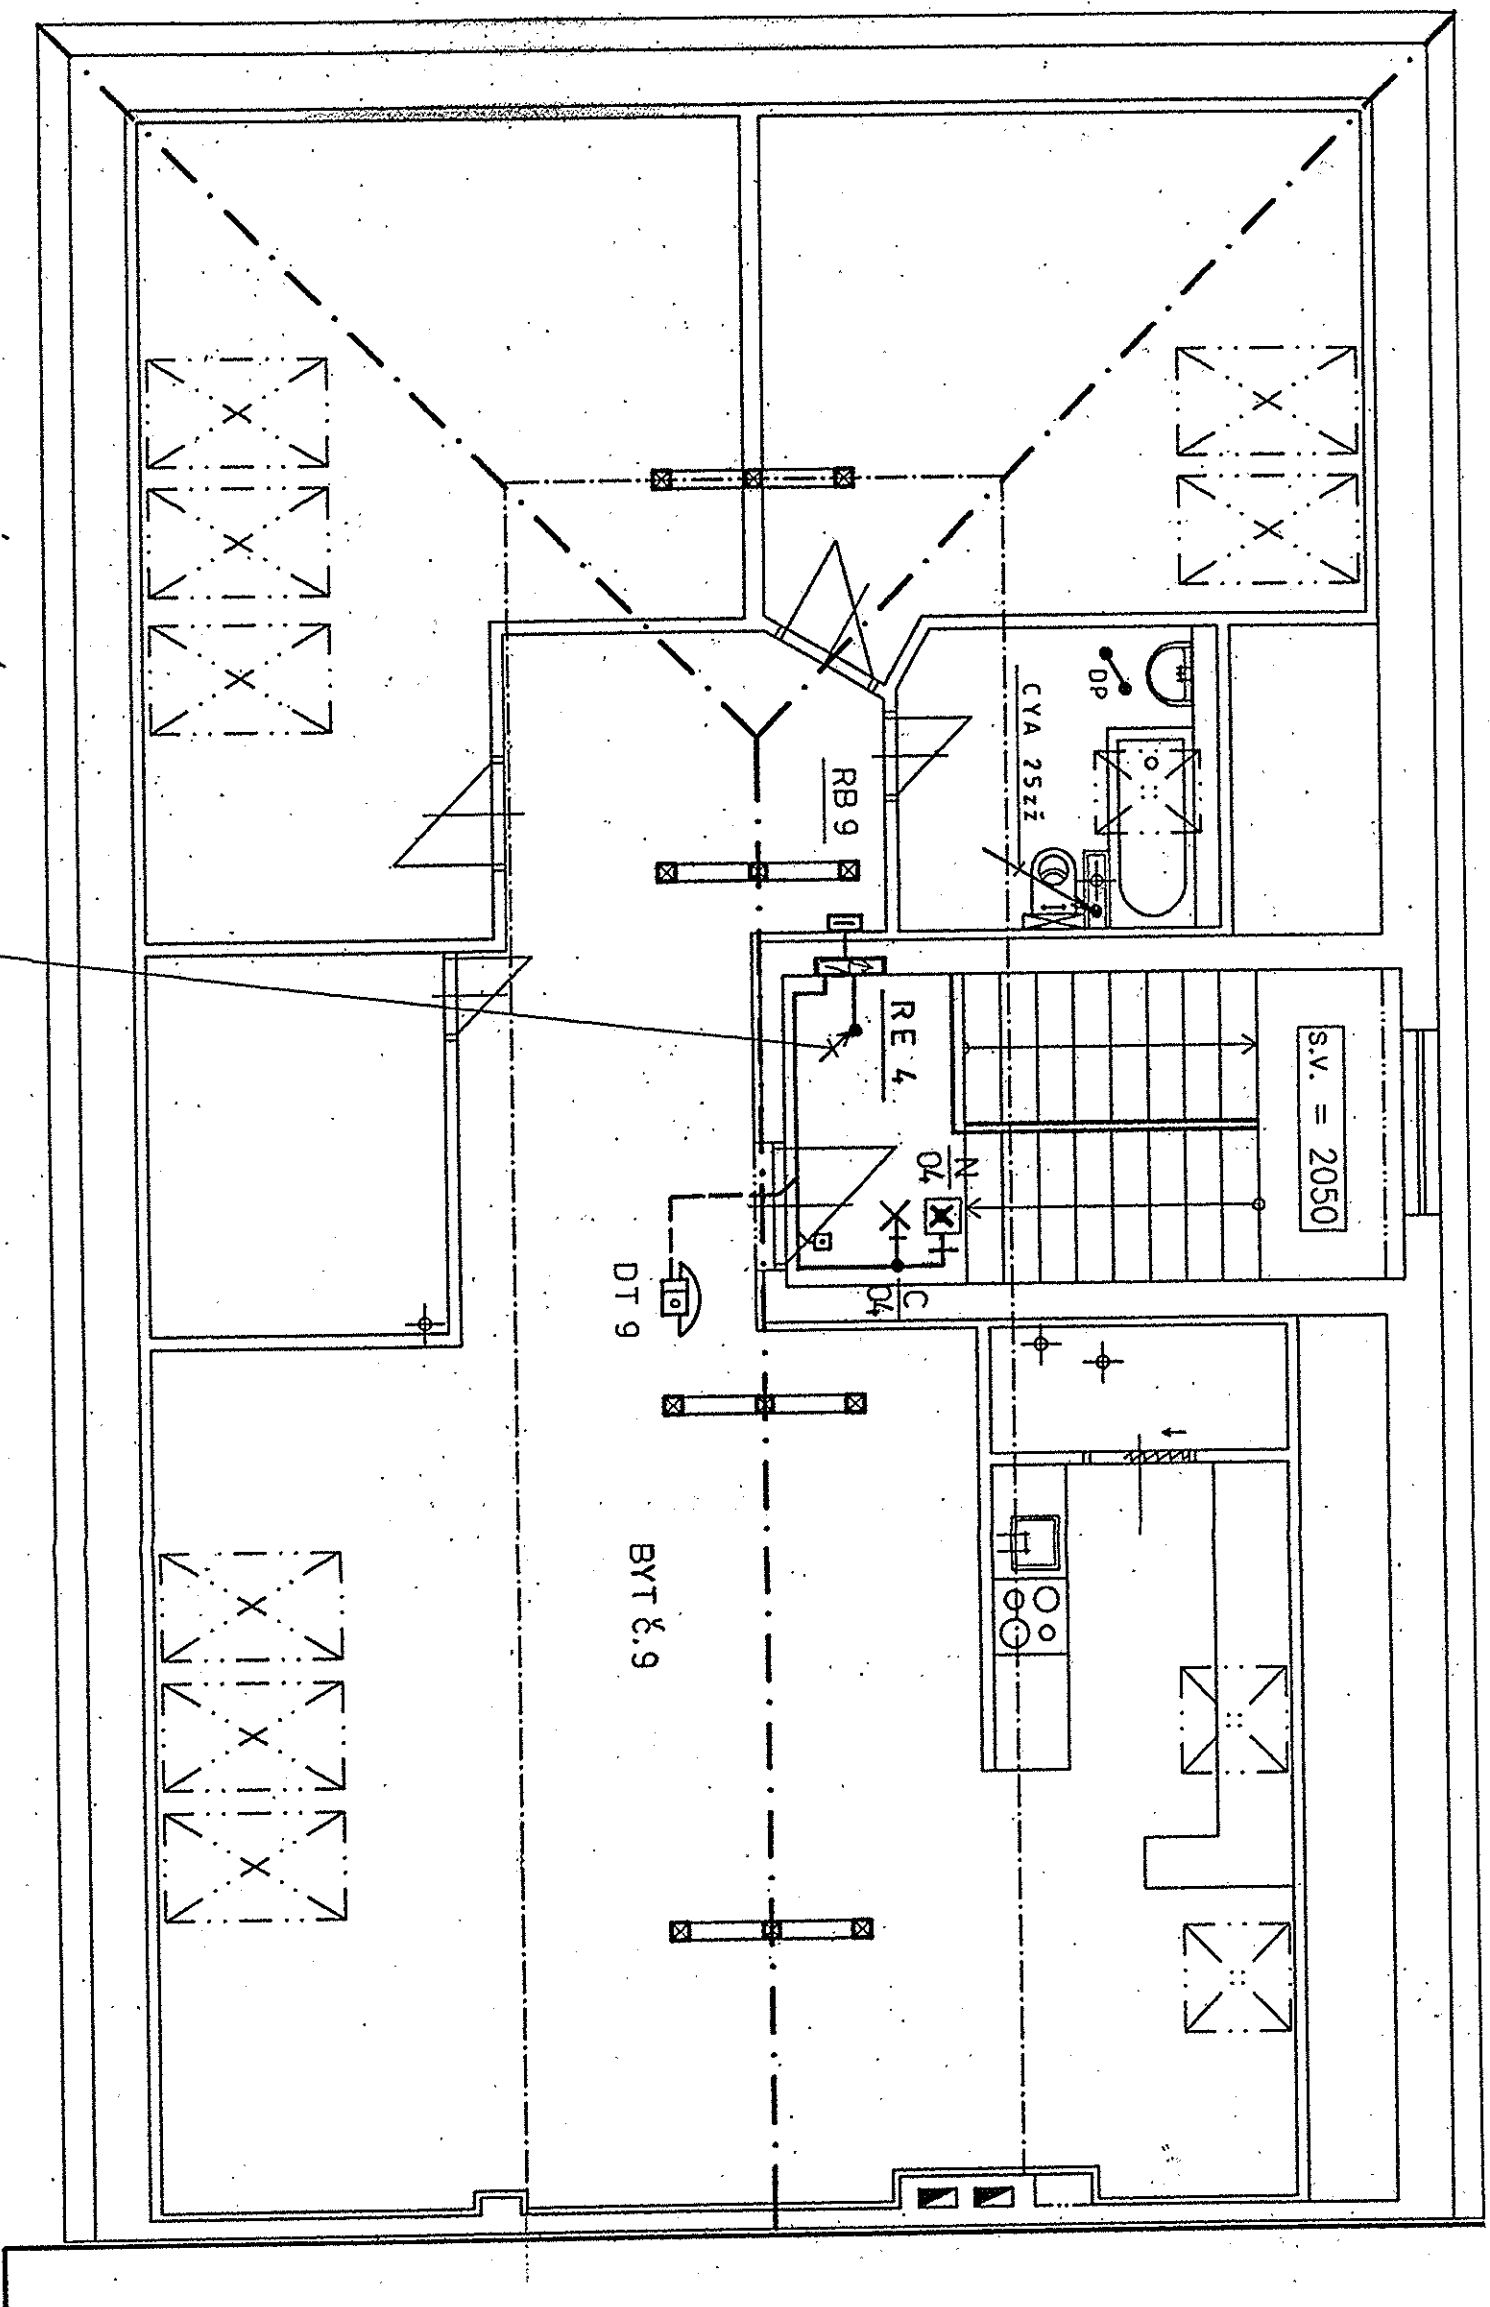 DP
CYA 25zž
RB 9
RE 4
s.v. = 2050
N
04
C
04
DT 9
BYT č.9